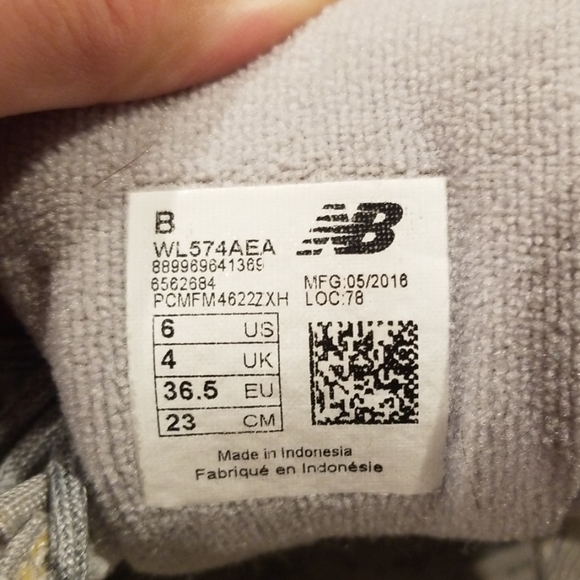 B
WL574AEA
NB
889969641369
6562684
PCMFM4622ZXH
MFG:05/2016
LOC:78
6 US
4 UK
36.5 EU
23 CM
Made in Indonesia
Fabriqué en Indonésie